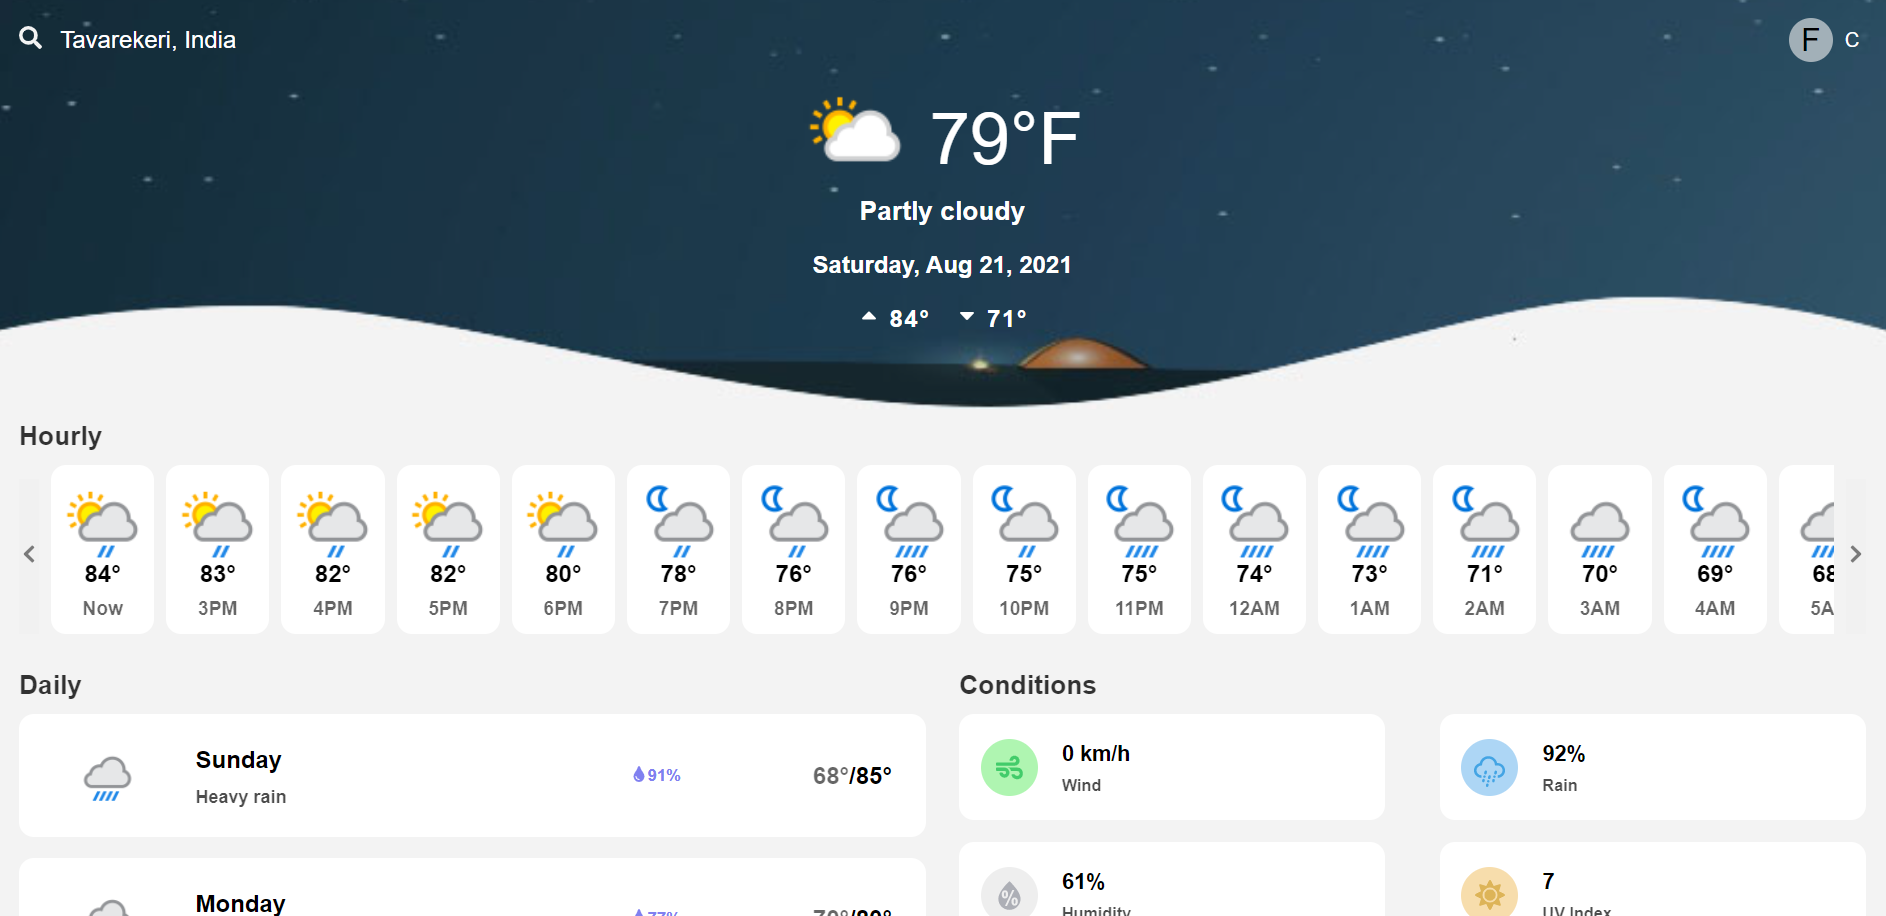 Tavarekeri, India
F C
79°F
Partly cloudy
Saturday, Aug 21, 2021
84° 71°
Hourly
84° 83° 82° 82° 80° 78° 76° 76° 75° 75° 74° 73° 71° 70° 69° 68
Now 3PM 4PM 5PM 6PM 7PM 8PM 9PM 10PM 11PM 12AM 1AM 2AM 3AM 4AM 5A
Daily
Sunday
Heavy rain
91%
68°/85°
Monday
77%
Conditions
0 km/h
Wind
92%
Rain
%
61%
Humidity
7
UV Index